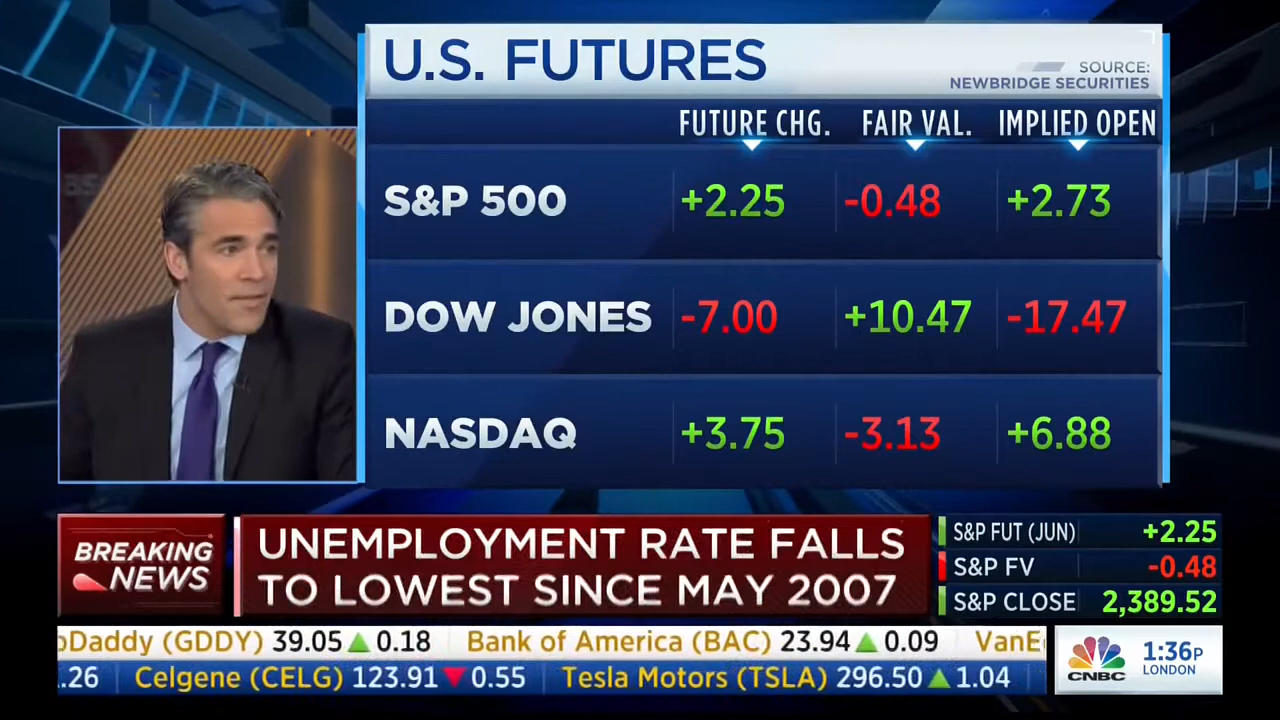 U.S. FUTURES
SOURCE:
NEWBRIDGE SECURITIES
FUTURE CHG. FAIR VAL. IMPLIED OPEN
S&P 500 +2.25 -0.48 +2.73
DOW JONES -7.00 +10.47 -17.47
NASDAQ +3.75 -3.13 +6.88
BREAKING
NEWS
UNEMPLOYMENT RATE FALLS
TO LOWEST SINCE MAY 2007
S&P FUT (JUN) +2.25
S&P FV -0.48
S&P CLOSE 2,389.52
oDaddy (GDDY) 39.05 ▲ 0.18 Bank of America (BAC) 23.94 ▲ 0.09 VanE
.26 Celgene (CELG) 123.91 ▼ 0.55 Tesla Motors (TSLA) 296.50 ▲ 1.04
CNBC
1:36P
LONDON